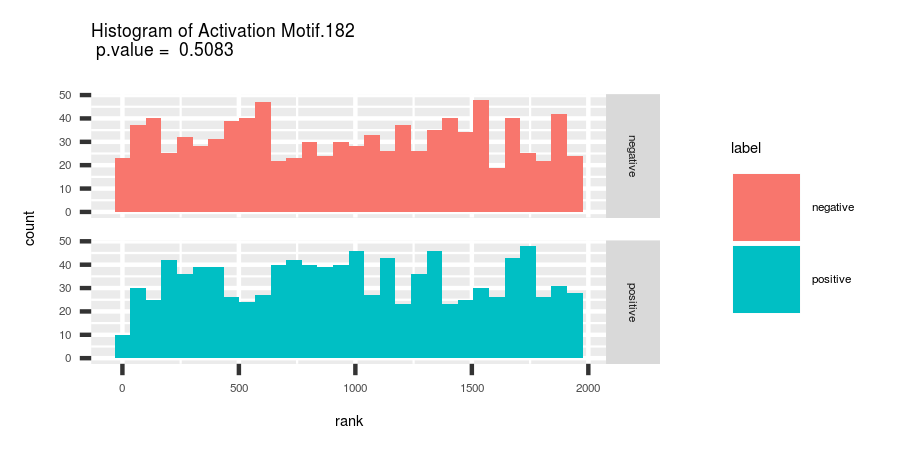 Histogram of Activation Motif.182
p.value =  0.5083
50
40
30
20
10
0
negative
50
40
30
20
10
0
positive
0
500
1000
1500
2000
rank
count
label
negative
positive